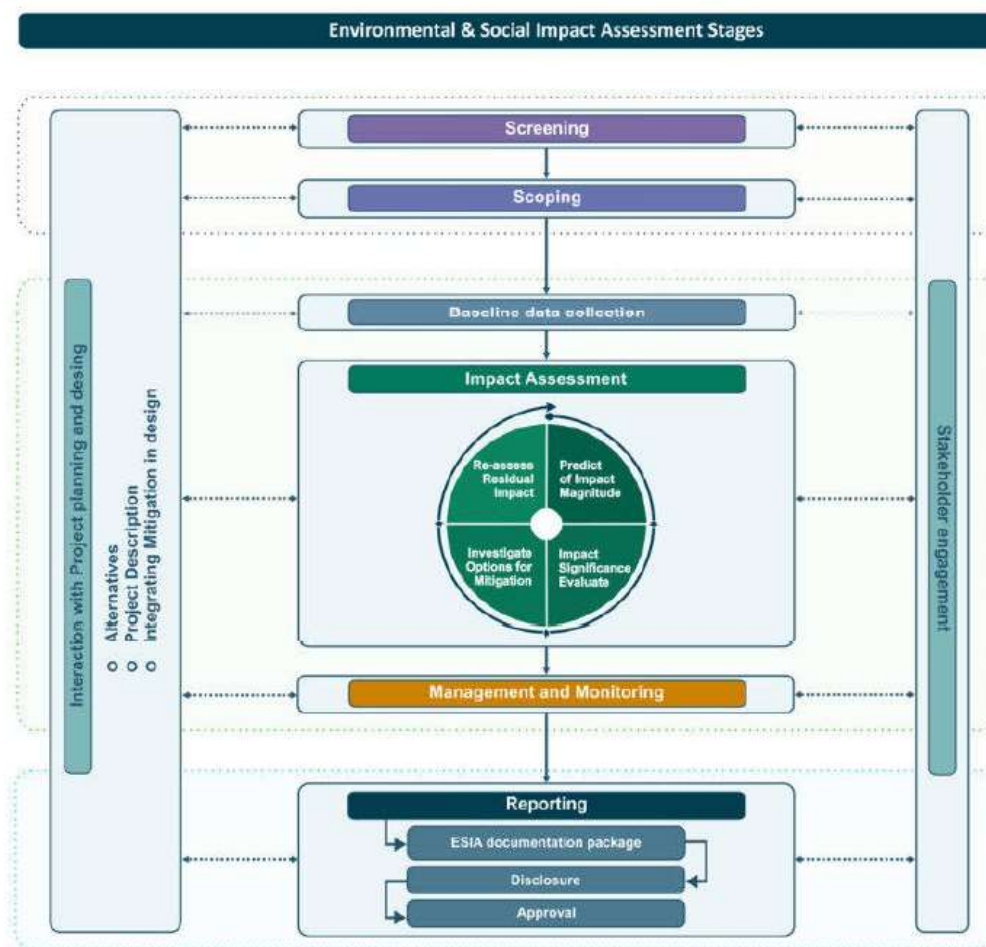 Environmental & Social Impact Assessment Stages
Screening
Scoping
Baseline data collection
Impact Assessment
Re-assess
Residual
Impact
Predict
of Impact
Magnitude
Investigate
Options for
Mitigation
Impact
Significance
Evaluate
Management and Monitoring
Reporting
ESIA documentation package
Disclosure
Approval
Interaction with Project planning and desing
Alternatives
Project Description
Integrating Mitigation in design
Stakeholder engagement